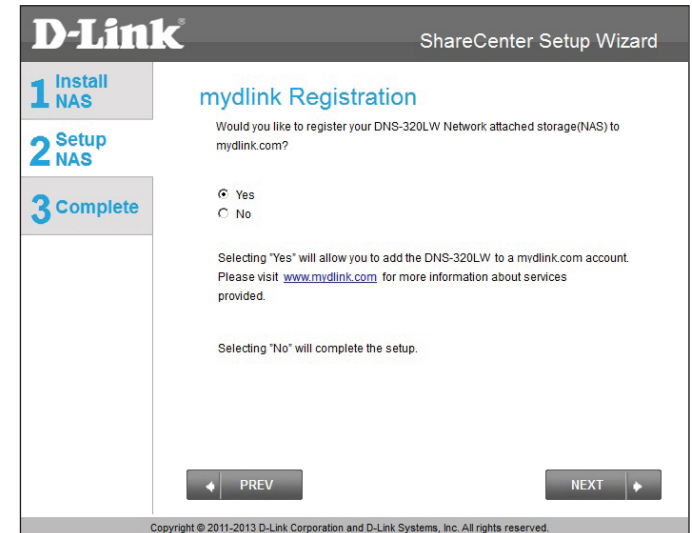 D-Link®
ShareCenter Setup Wizard
1 Install NAS
2 Setup NAS
3 Complete
mydlink Registration
Would you like to register your DNS-320LW Network attached storage(NAS) to
mydlink.com?
Yes
No
Selecting "Yes" will allow you to add the DNS-320LW to a mydlink.com account.
Please visit www.mydlink.com for more information about services
provided.
Selecting "No" will complete the setup.
PREV
NEXT
Copyright © 2011-2013 D-Link Corporation and D-Link Systems, Inc. All rights reserved.